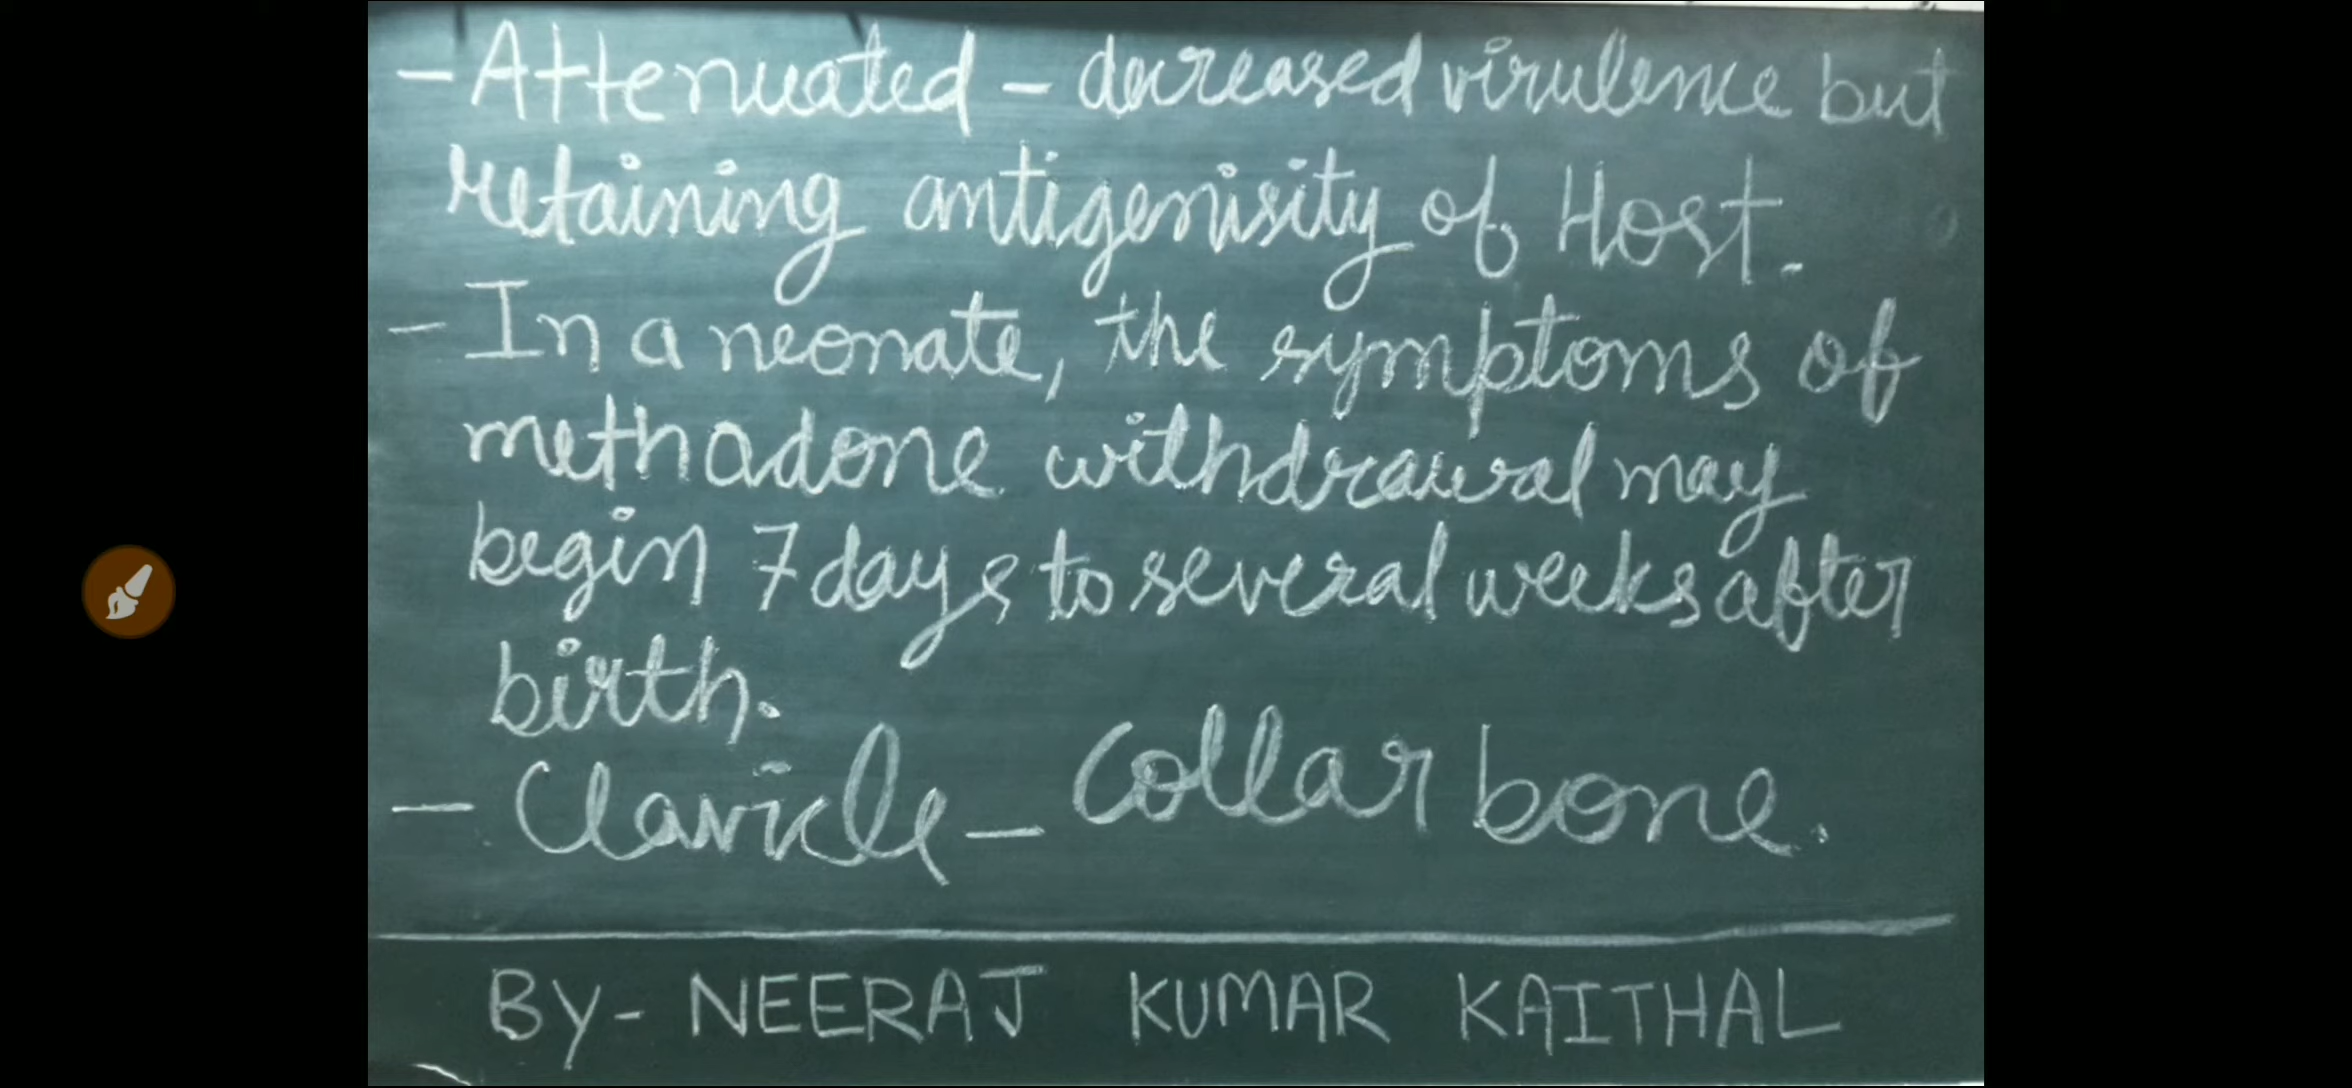 - Attenuated - decreased virulence but
retaining antigenisity of Host.
- In a neonate, the symptoms of
methadone withdrawal may
begin 7 days to several weeks after
birth.
- Clavicle - Collar bone.
BY- NEERAJ KUMAR KAITHAL